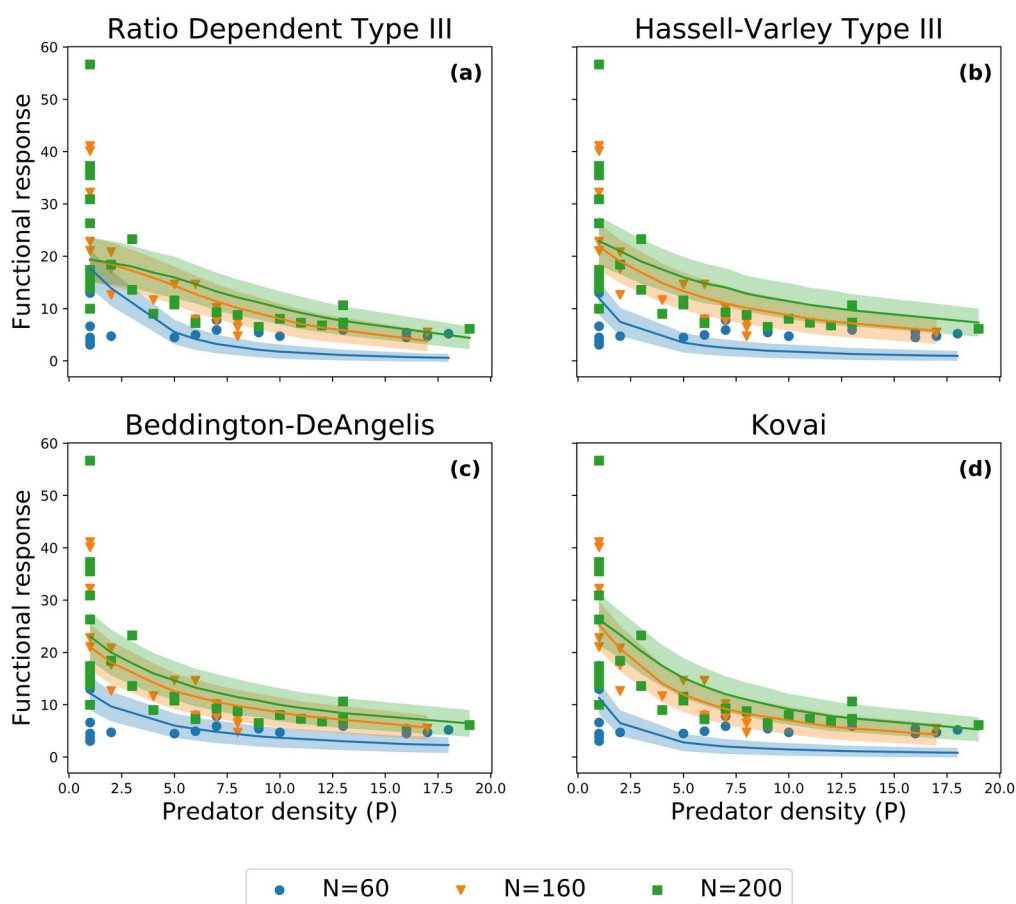 Ratio Dependent Type III
Hassell-Varley Type III
60
50
40
30
20
10
0
Functional response
(a)
(b)
Beddington-DeAngelis
Kovai
60
50
40
30
20
10
0
Functional response
(c)
(d)
0.0 2.5 5.0 7.5 10.0 12.5 15.0 17.5 20.0
0.0 2.5 5.0 7.5 10.0 12.5 15.0 17.5 20.0
Predator density (P)
Predator density (P)
N=60 N=160 N=200